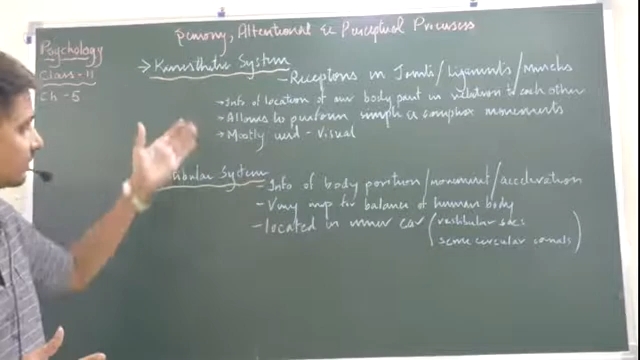 Sensory, Attentional & Perceptual Processes
Psychology
Class - 11
Ch - 5
→ Kinesthetic System
- Receptors in Joints/Ligaments/Muscles
→ Info of location of our body part in relation to each other
→ Allows to perform simple & complex movements
→ Mostly used - visual
System
- Info of body position/movement/acceleration
- Vmy imp for balance of human body
- located in inner ear (vestibular sacs
semi circular canals)